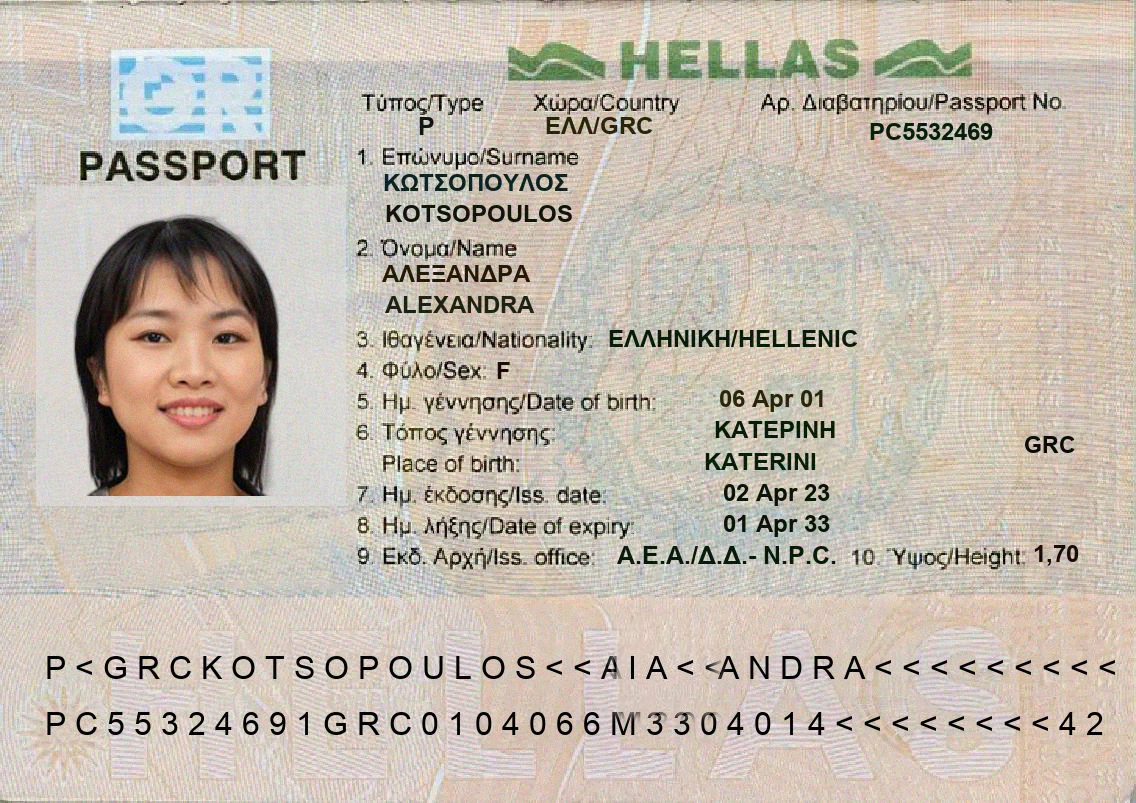 GR
HELLAS
PASSPORT
Τύπος/Type Χώρα/Country Αρ. Διαβατηρίου/Passport No.
P ΕΛΛ/GRC PC5532469
1. Επώνυμο/Surname
ΚΩΤΣΟΠΟΥΛΟΣ
KOTSOPOULOS
2. Όνομα/Name
ΑΛΕΞΑΝΔΡΑ
ALEXANDRA
3. Ιθαγένεια/Nationality: ΕΛΛΗΝΙΚΗ/HELLENIC
4. Φύλο/Sex: F
5. Ημ. γέννησης/Date of birth: 06 Apr 01
6. Τόπος γέννησης: ΚΑΤΕΡΙΝΗ
Place of birth: KATERINI GRC
7. Ημ. έκδοσης/Iss. date: 02 Apr 23
8. Ημ. λήξης/Date of expiry: 01 Apr 33
9 Εκδ. Αρχή/Iss. office: Α.Ε.Α./Δ.Δ.- N.P.C. 10. Ύψος/Height: 1,70
HELLAS
P<GRCKOTSOPOULOS<<AIA<<ANDRA<<<<<<<<<
PC55324691GRC0104066M3304014<<<<<<<<42